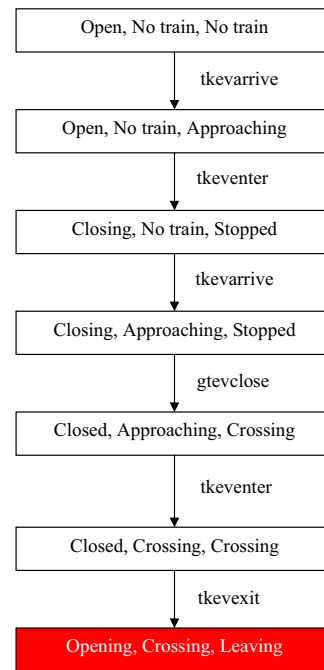 Open, No train, No train
tkevarrive
Open, No train, Approaching
tkeventer
Closing, No train, Stopped
tkevarrive
Closing, Approaching, Stopped
gtevclose
Closed, Approaching, Crossing
tkeventer
Closed, Crossing, Crossing
tkevexit
Opening, Crossing, Leaving